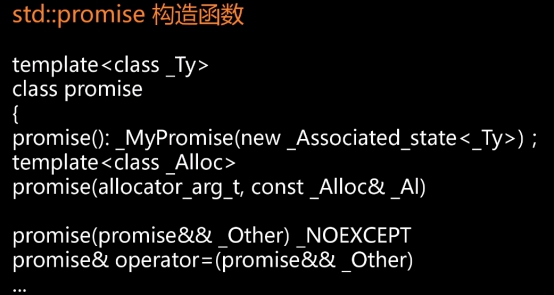 std::promise 构造函数
template<class _Ty>
class promise
{
promise(): _MyPromise(new _Associated_state<_Ty>) ;
template<class _Alloc>
promise(allocator_arg_t, const _Alloc& _Al)
promise(promise&& _Other) _NOEXCEPT
promise& operator=(promise&& _Other)
...